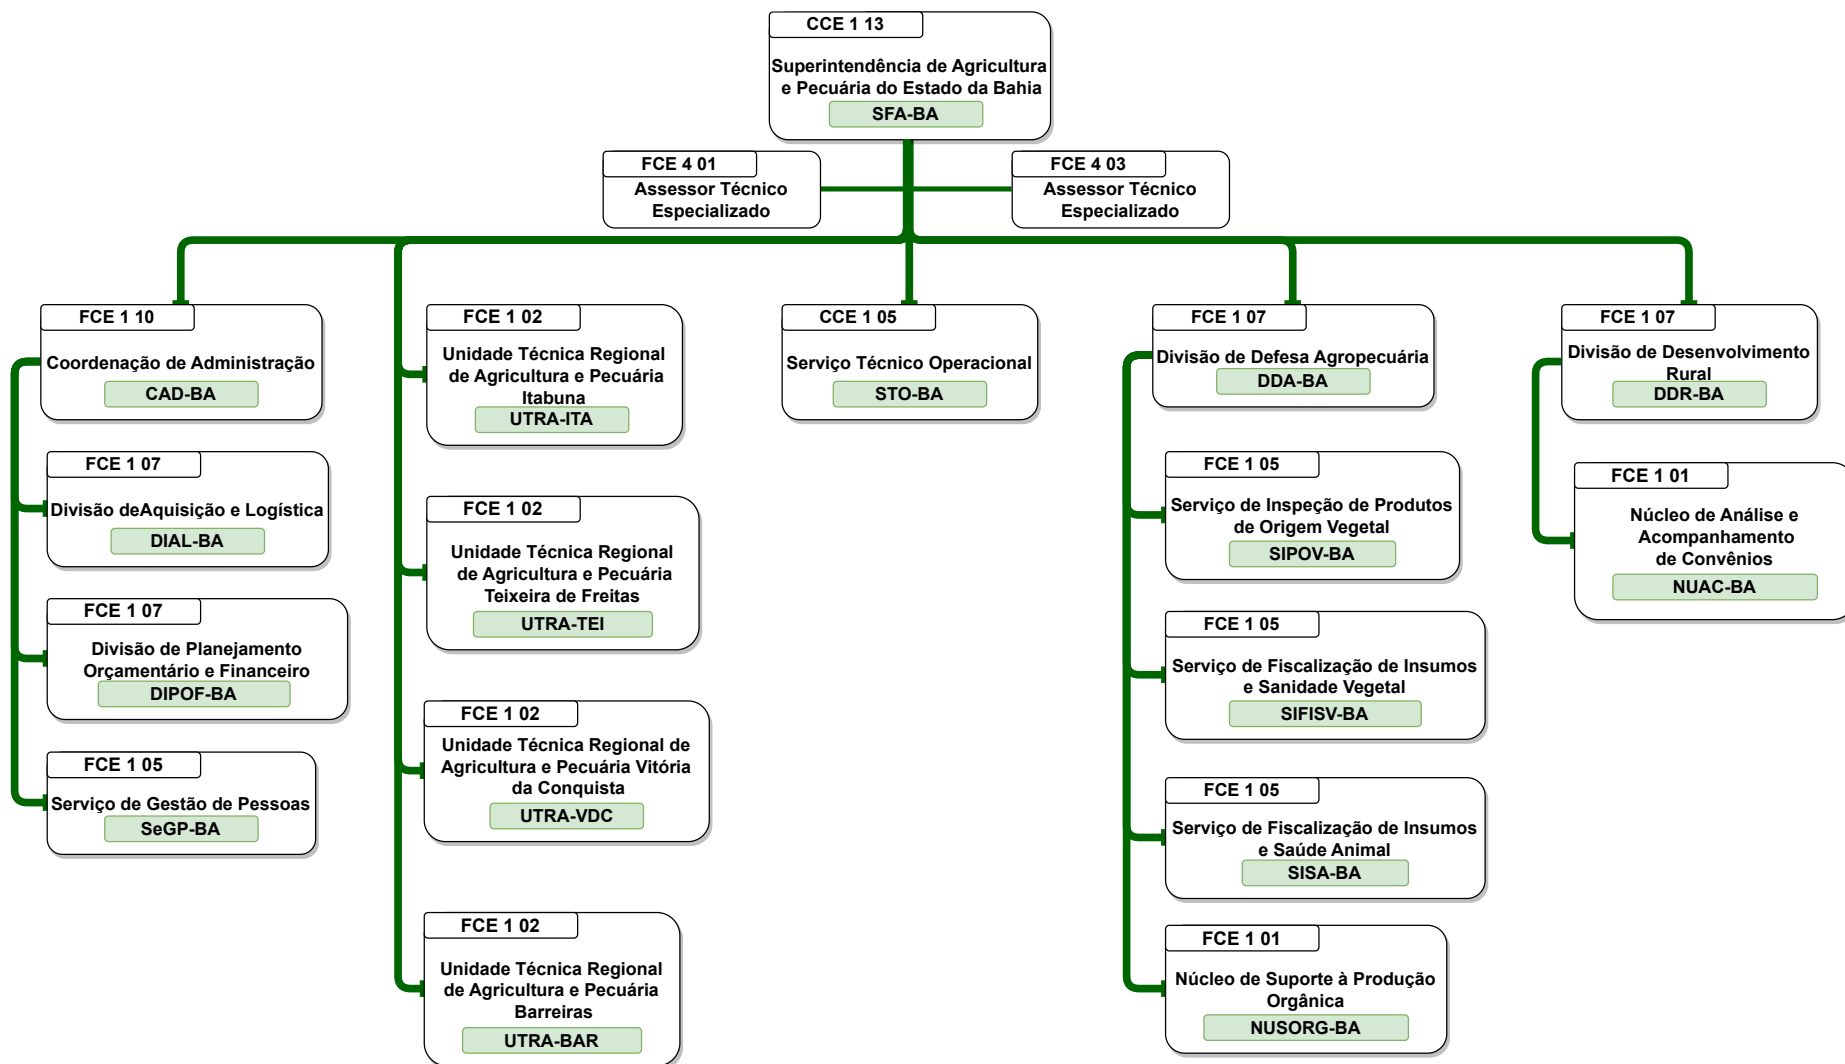 CCE 1 13
Superintendência de Agricultura
e Pecuária do Estado da Bahia
SFA-BA
FCE 4 01
Assessor Técnico
Especializado
FCE 4 03
Assessor Técnico
Especializado
FCE 1 10
Coordenação de Administração
CAD-BA
FCE 1 07
Divisão deAquisição e Logística
DIAL-BA
FCE 1 07
Divisão de Planejamento
Orçamentário e Financeiro
DIPOF-BA
FCE 1 05
Serviço de Gestão de Pessoas
SeGP-BA
FCE 1 02
Unidade Técnica Regional
de Agricultura e Pecuária
Itabuna
UTRA-ITA
FCE 1 02
Unidade Técnica Regional
de Agricultura e Pecuária
Teixeira de Freitas
UTRA-TEI
FCE 1 02
Unidade Técnica Regional de
Agricultura e Pecuária Vitória
da Conquista
UTRA-VDC
FCE 1 02
Unidade Técnica Regional
de Agricultura e Pecuária
Barreiras
UTRA-BAR
CCE 1 05
Serviço Técnico Operacional
STO-BA
FCE 1 07
Divisão de Defesa Agropecuária
DDA-BA
FCE 1 05
Serviço de Inspeção de Produtos
de Origem Vegetal
SIPOV-BA
FCE 1 05
Serviço de Fiscalização de Insumos
e Sanidade Vegetal
SIFISV-BA
FCE 1 05
Serviço de Fiscalização de Insumos
e Saúde Animal
SISA-BA
FCE 1 01
Núcleo de Suporte à Produção
Orgânica
NUSORG-BA
FCE 1 07
Divisão de Desenvolvimento
Rural
DDR-BA
FCE 1 01
Núcleo de Análise e
Acompanhamento
de Convênios
NUAC-BA